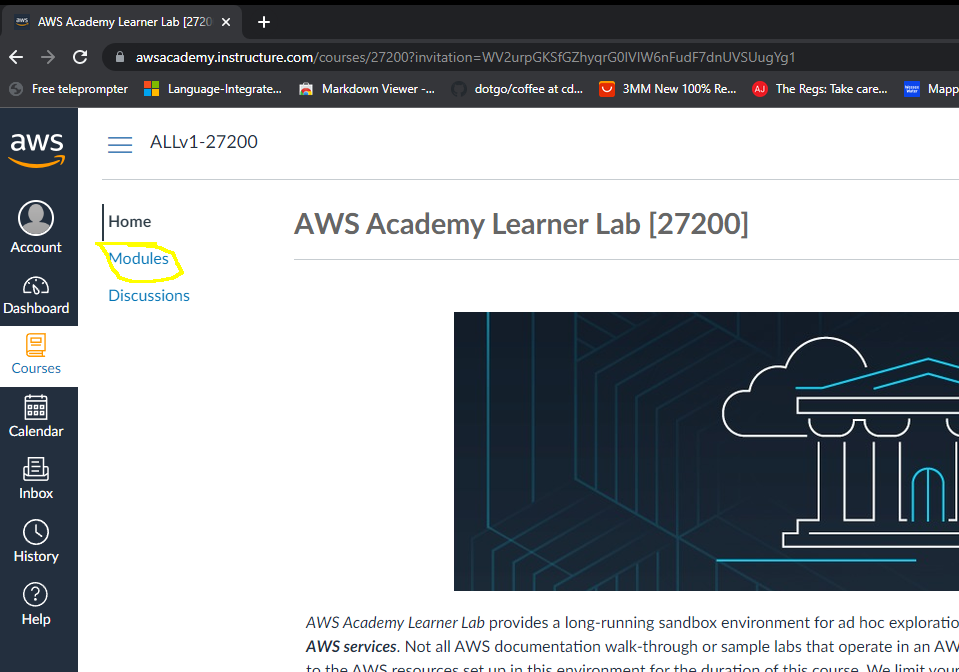 aws AWS Academy Learner Lab [2720
awsacademy.instructure.com/courses/27200?invitation=WV2urpGKSfGZhyqrG0IVIW6nFudF7dnUVSUugYg1
Free teleprompter Language-Integrate... Markdown Viewer -... dotgo/coffee at cd... 3MM New 100% Re... AJ The Regs: Take care... Mapp
aws
ALLv1-27200
Account
Dashboard
Courses
Calendar
Inbox
History
Help
Home
Modules
Discussions
AWS Academy Learner Lab [27200]
AWS Academy Learner Lab provides a long-running sandbox environment for ad hoc exploratio
AWS services. Not all AWS documentation walk-through or sample labs that operate in an AW
to the AWS resources set up in this environment for the duration of this course. We limit your